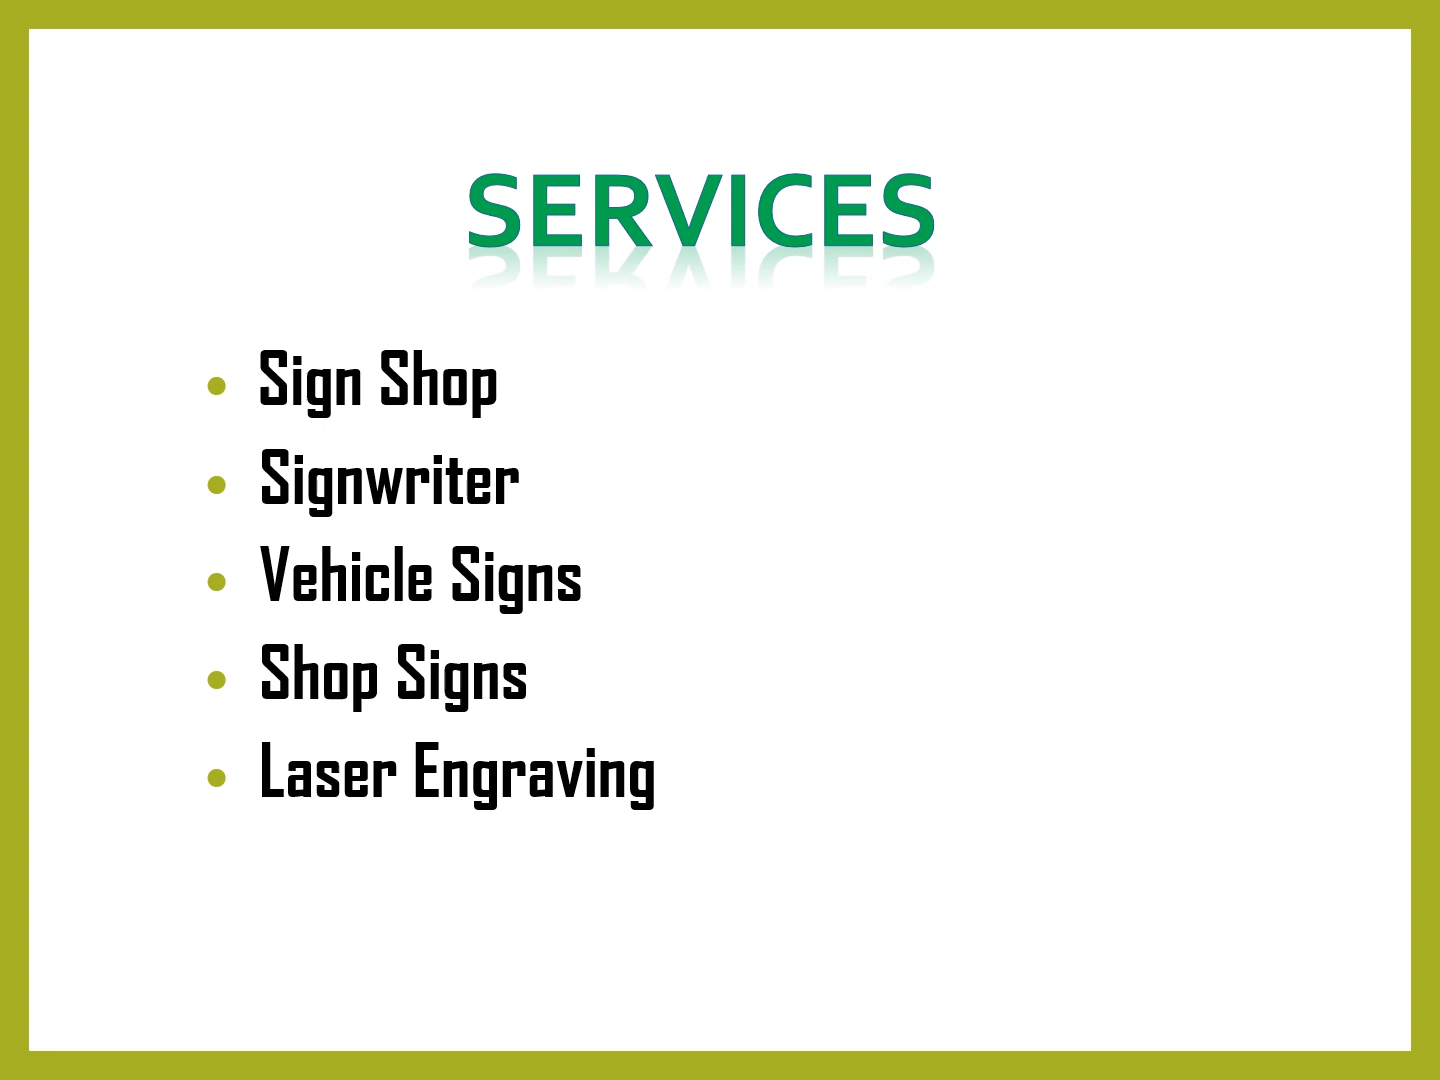 SERVICES
• Sign Shop
• Signwriter
• Vehicle Signs
• Shop Signs
• Laser Engraving